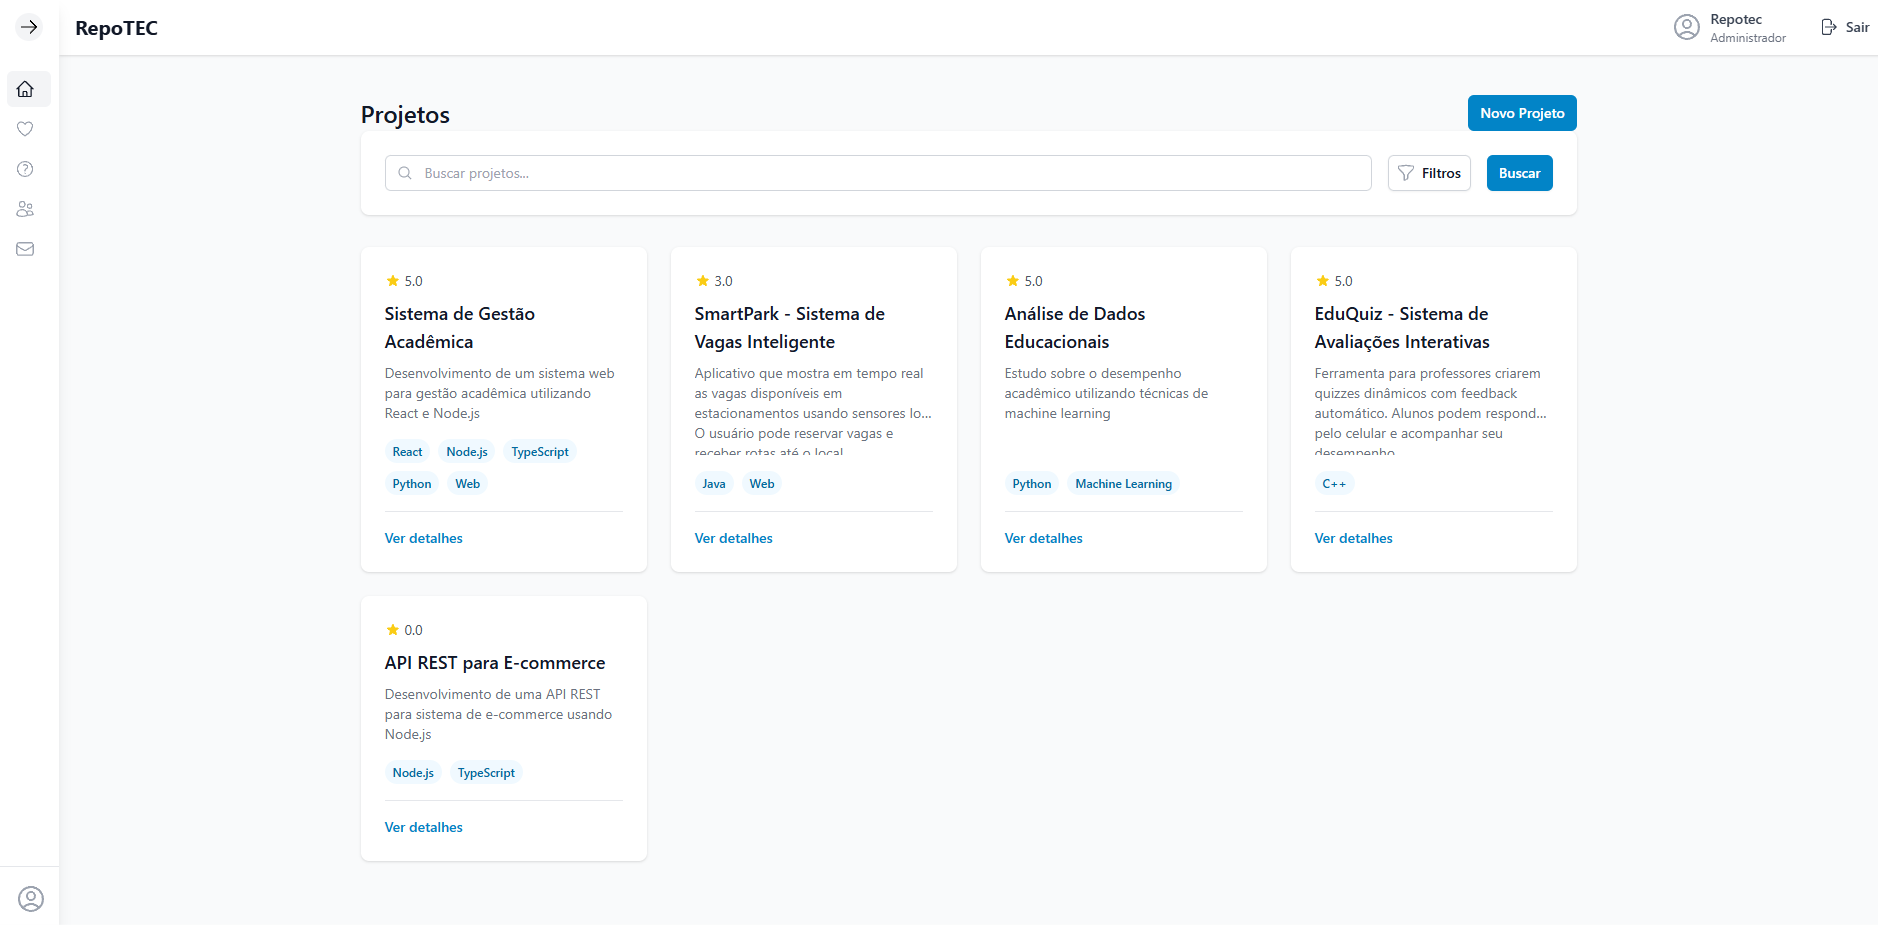 RepoTEC
Repotec
Administrador
Sair
Projetos
Novo Projeto
Buscar projetos...
Filtros
Buscar
5.0
Sistema de Gestão
Acadêmica
Desenvolvimento de um sistema web
para gestão acadêmica utilizando
React e Node.js
React Node.js TypeScript
Python Web
Ver detalhes
3.0
SmartPark - Sistema de
Vagas Inteligente
Aplicativo que mostra em tempo real
as vagas disponíveis em
estacionamentos usando sensores Io...
O usuário pode reservar vagas e
receber rotas até o local
Java Web
Ver detalhes
5.0
Análise de Dados
Educacionais
Estudo sobre o desempenho
acadêmico utilizando técnicas de
machine learning
Python Machine Learning
Ver detalhes
5.0
EduQuiz - Sistema de
Avaliações Interativas
Ferramenta para professores criarem
quizzes dinâmicos com feedback
automático. Alunos podem respond...
pelo celular e acompanhar seu
desempenho
C++
Ver detalhes
0.0
API REST para E-commerce
Desenvolvimento de uma API REST
para sistema de e-commerce usando
Node.js
Node.js TypeScript
Ver detalhes